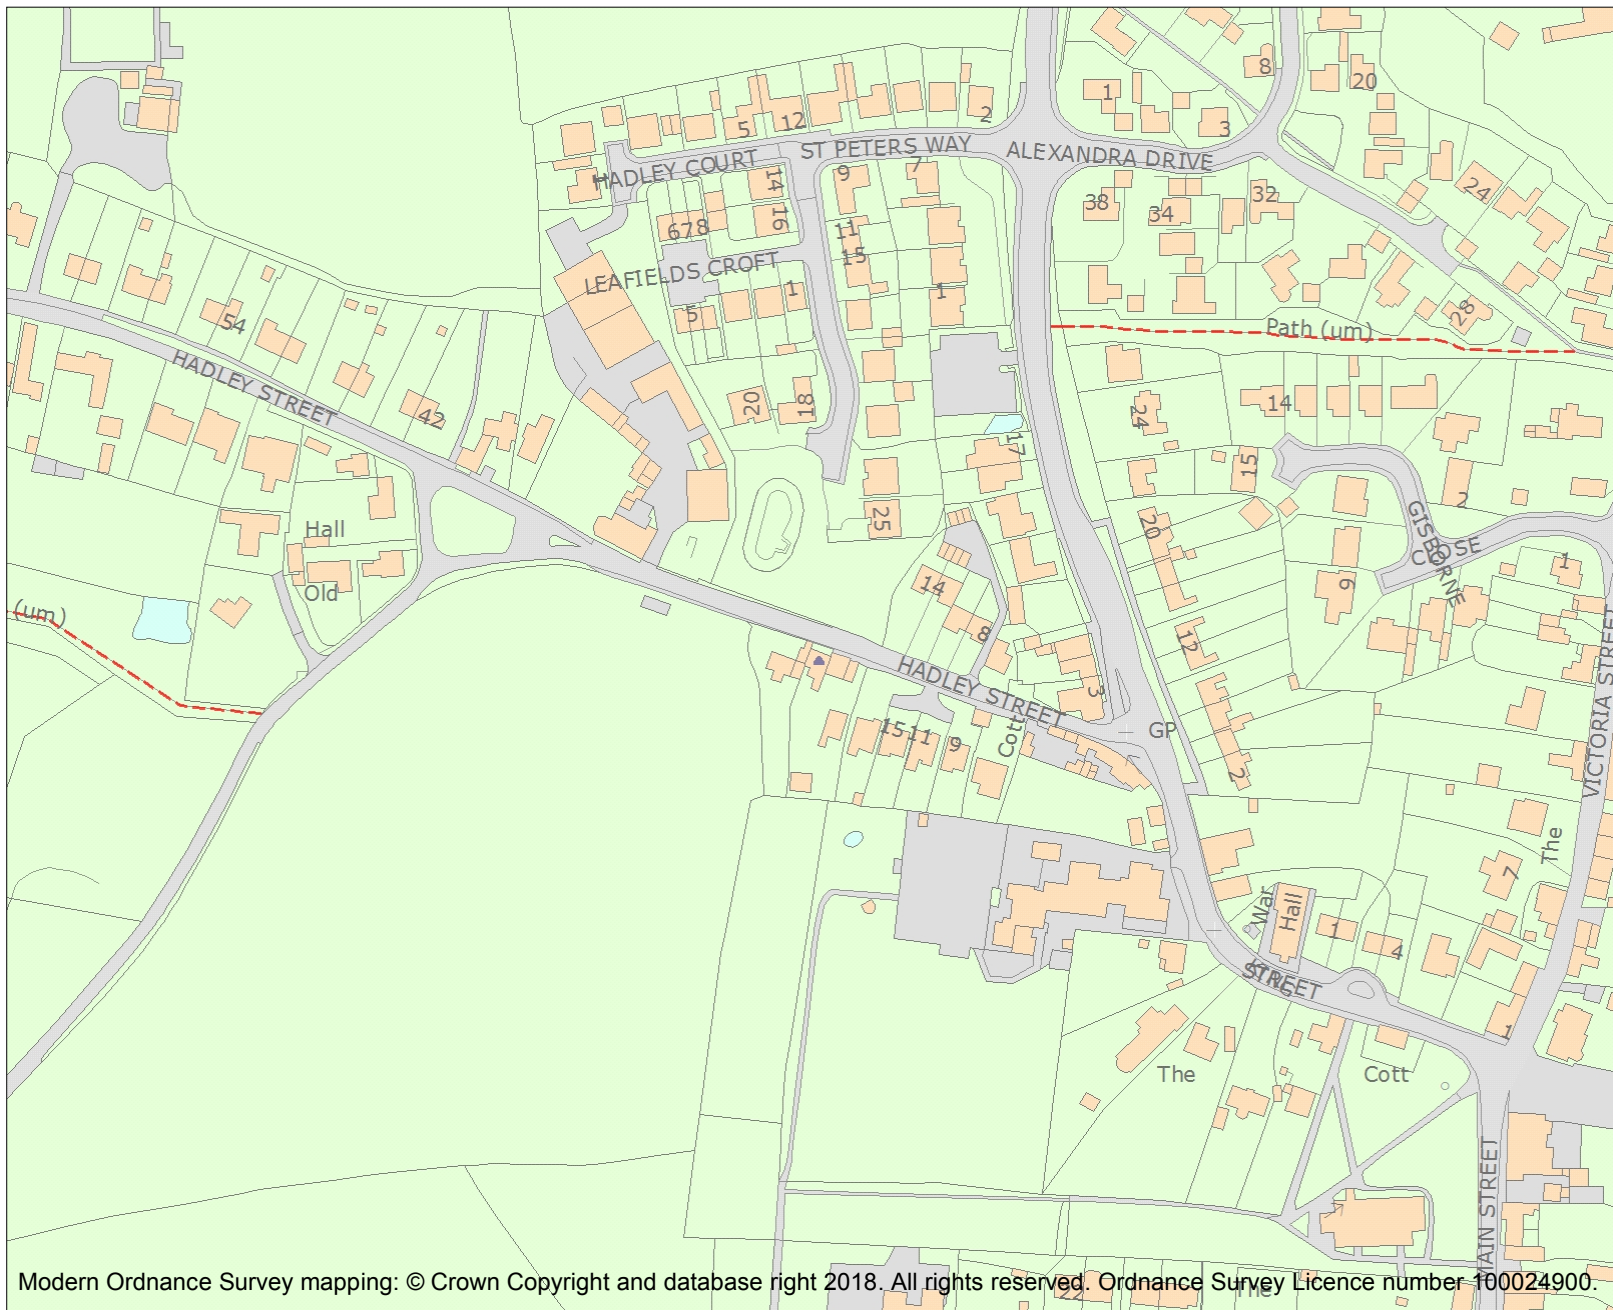 8
20
1
3
2
5
12
ST PETERS WAY
ALEXANDRA DRIVE
HADLEY COURT
9
7
14
16
38
34
32
24
678
11
15
LEAFIELDS CROFT
1
1
5
28
Path (um)
54
HADLEY STREET
42
20
18
14
24
17
15
2
25
20
GISBORNE
CLOSE
Hall
Old
(um)
14
8
9
1
12
HADLEY STREET
3
GP
15
11
9
Cott
2
VICTORIA STREET
The
7
War
Hall
1
4
KING
STREET
1
The
Cott
MAIN STREET
22
The
Modern Ordnance Survey mapping: © Crown Copyright and database right 2018. All rights reserved. Ordnance Survey Licence number 100024900.